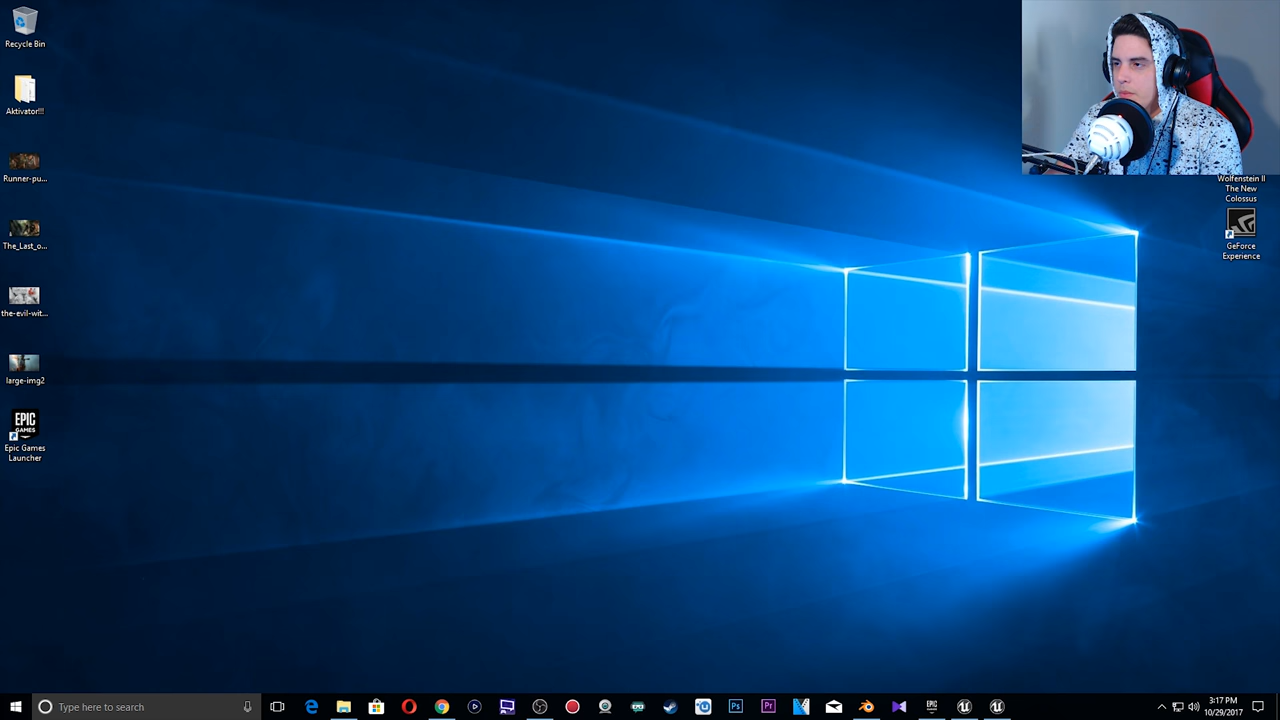 Recycle Bin
Aktivator!!!
Runner-pu...
The_Last_o...
the-evil-wit...
large-img2
EPIC
GAMES
Epic Games
Launcher
Wolfenstein II
The New
Colossus
GeForce
Experience
Type here to search
Ps
Pr
EPIC
3:17 PM
10/29/2017